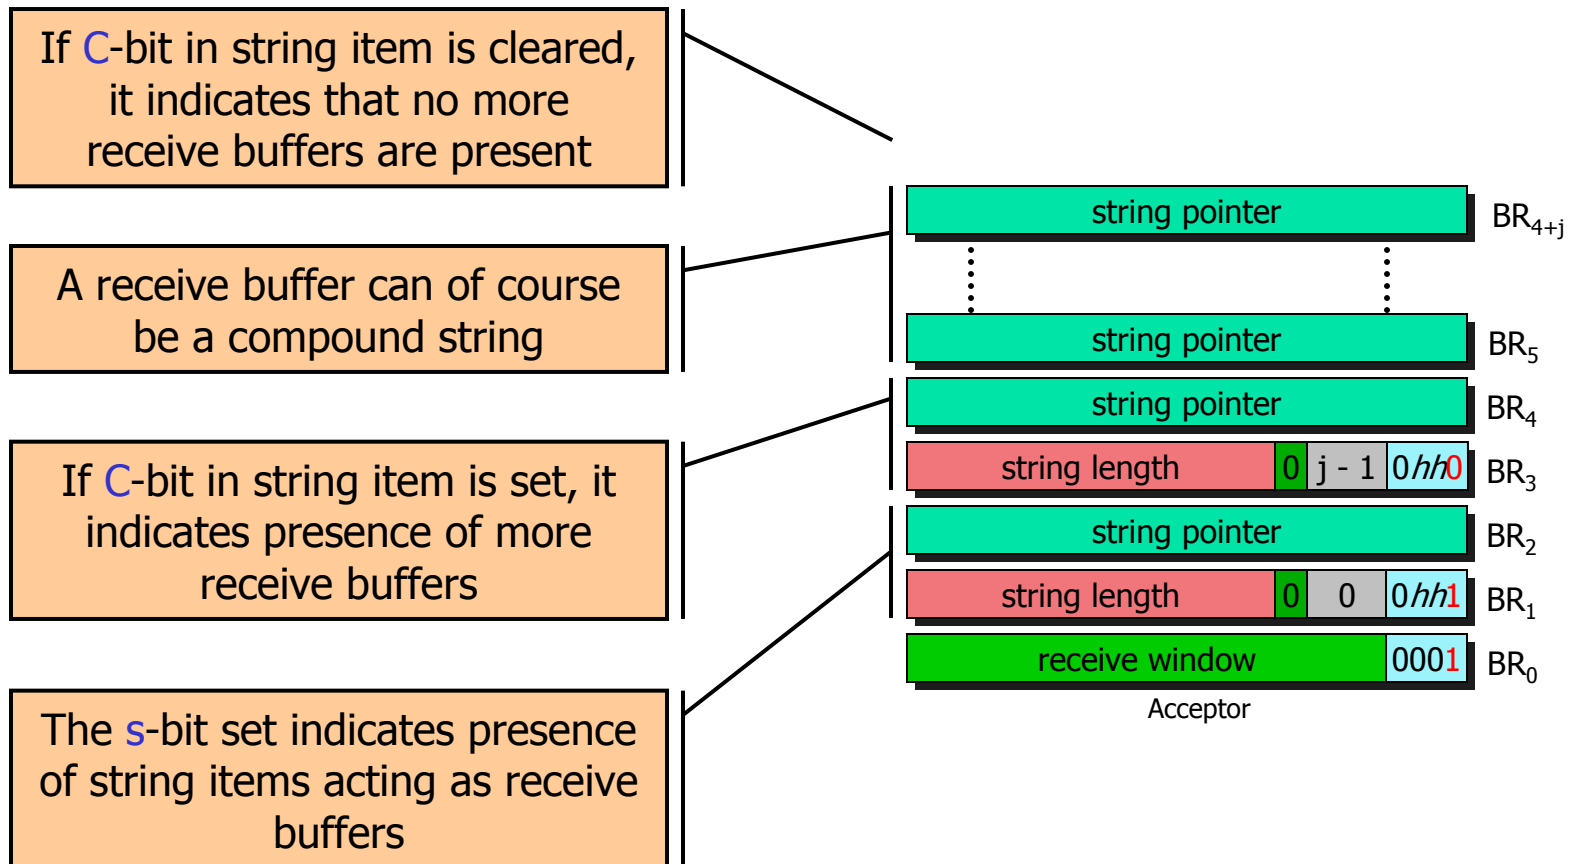 If C-bit in string item is cleared,
it indicates that no more
receive buffers are present
A receive buffer can of course
be a compound string
If C-bit in string item is set, it
indicates presence of more
receive buffers
The s-bit set indicates presence
of string items acting as receive
buffers
string pointer BR4+j
string pointer BR5
string pointer BR4
string length 0 j - 1 0hh0 BR3
string pointer BR2
string length 0 0 0hh1 BR1
receive window 0001 BR0
Acceptor